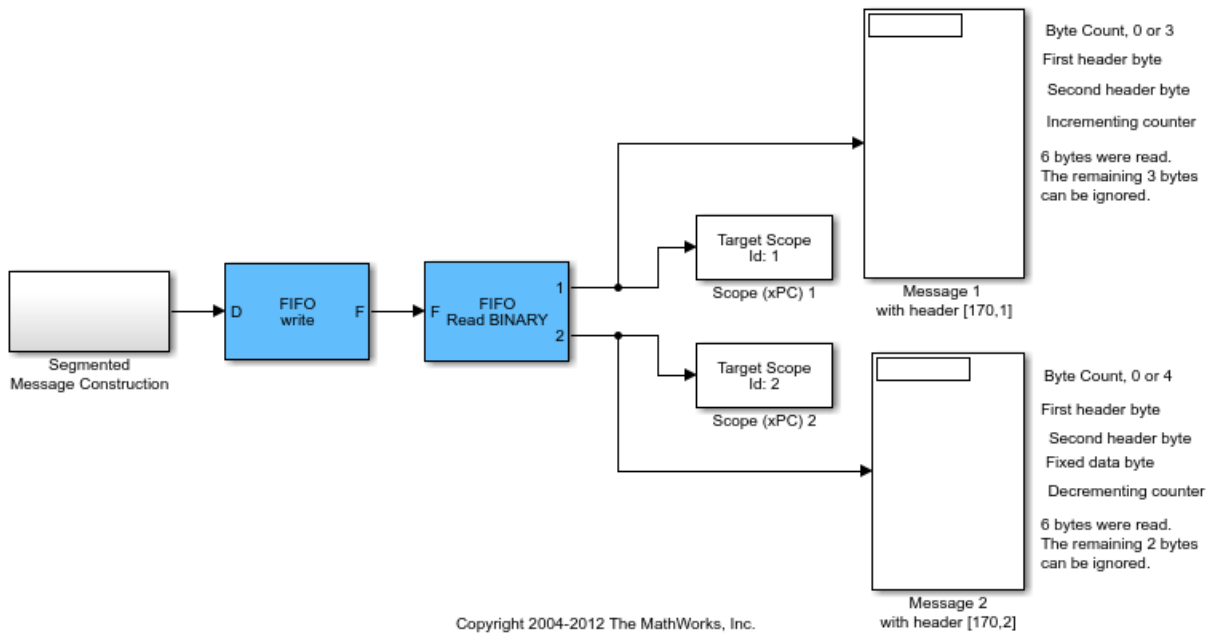 Byte Count, 0 or 3
First header byte
Second header byte
Incrementing counter
6 bytes were read.
The remaining 3 bytes
can be ignored.
Message 1
with header [170,1]
Target Scope
Id: 1
Scope (xPC) 1
Segmented
Message Construction
D
FIFO
write
F
F
FIFO
Read BINARY
1
2
Target Scope
Id: 2
Scope (xPC) 2
Byte Count, 0 or 4
First header byte
Second header byte
Fixed data byte
Decrementing counter
6 bytes were read.
The remaining 2 bytes
can be ignored.
Message 2
with header [170,2]
Copyright 2004-2012 The MathWorks, Inc.